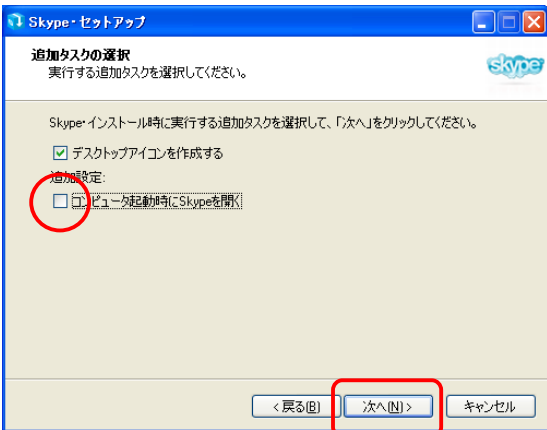 Skype・セットアップ
追加タスクの選択
実行する追加タスクを選択してください。
skype
Skype・インストール時に実行する追加タスクを選択して、「次へ」をクリックしてください。
デスクトップアイコンを作成する
追加設定:
コンピュータ起動時にSkypeを開く
< 戻る(B)
次へ(N) >
キャンセル